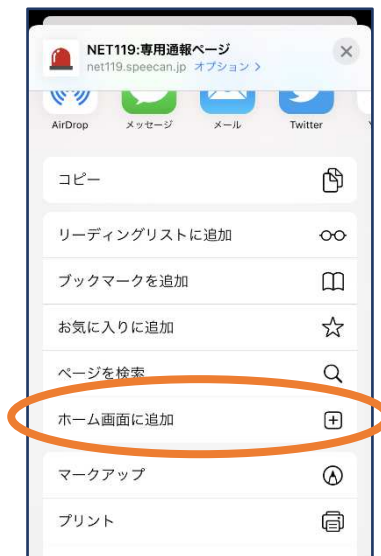 NET119:専用通報ページ
net119.speecan.jp オプション >
AirDrop メッセージ メール Twitter
コピー
リーディングリストに追加
ブックマークを追加
お気に入りに追加
ページを検索
ホーム画面に追加
マークアップ
プリント